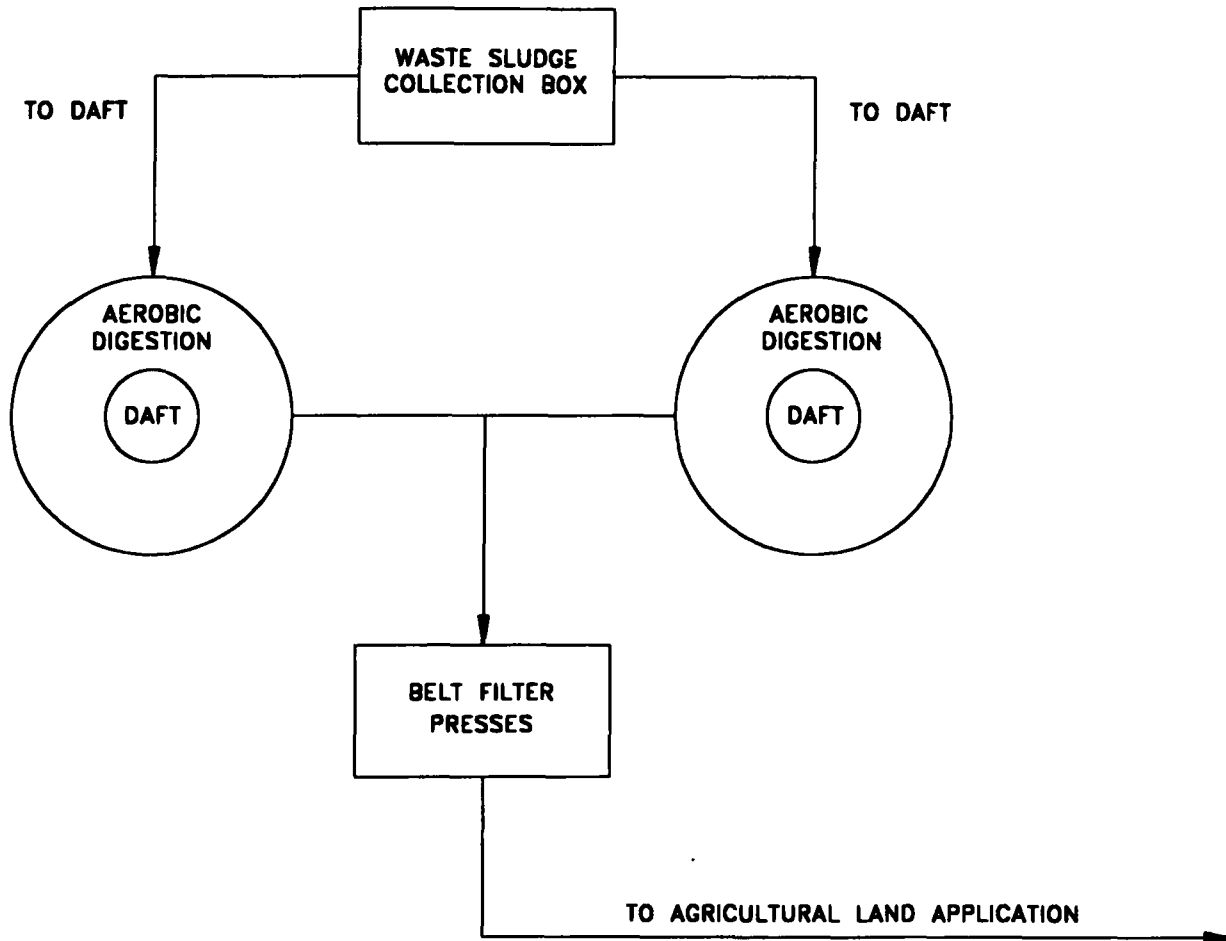 WASTE SLUDGE
COLLECTION BOX
TO DAFT
TO DAFT
AEROBIC
DIGESTION
DAFT
AEROBIC
DIGESTION
DAFT
BELT FILTER
PRESSES
TO AGRICULTURAL LAND APPLICATION